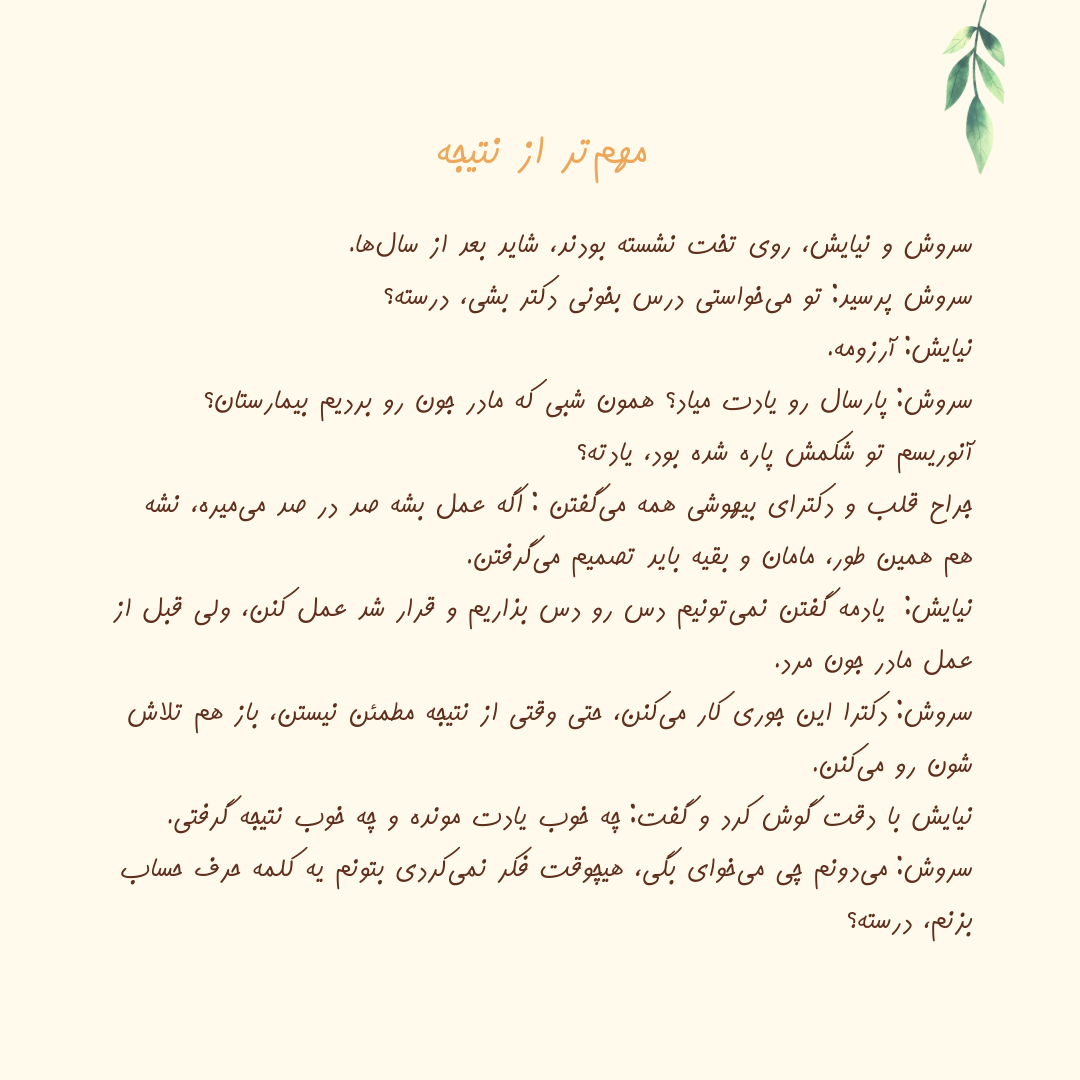 مهم‌تر از نتیجه
سروش و نیایش، روی تخت نشسته بودند، شاید بعد از سال‌ها.
سروش پرسید: تو می‌خواستی درس بخونی دکتر بشی، درسته؟
نیایش: آرزومه.
سروش: پارسال رو یادت میاد؟ همون شبی که مادر جون رو بردیم بیمارستان؟
آنوریسم تو شکمش پاره شده بود، یادته؟
جراح قلب و دکترای بیهوشی همه می‌گفتن : اگه عمل بشه صد در صد می‌میره، نشه
هم همین طور، مامان و بقیه باید تصمیم می‌گرفتن.
نیایش: یادمه گفتن نمی‌تونیم دس رو دس بزاریم و قرار شد عمل کنن، ولی قبل از
عمل مادر جون مرد.
سروش: دکترا این جوری کار می‌کنن، حتی وقتی از نتیجه مطمئن نیستن، باز هم تلاش
شون رو می‌کنن.
نیایش با دقت گوش کرد و گفت: چه خوب یادت مونده و چه خوب نتیجه گرفتی.
سروش: می‌دونم چی می‌خوای بگی، هیچوقت فکر نمی‌کردی بتونم یه کلمه حرف حساب
بزنم، درسته؟